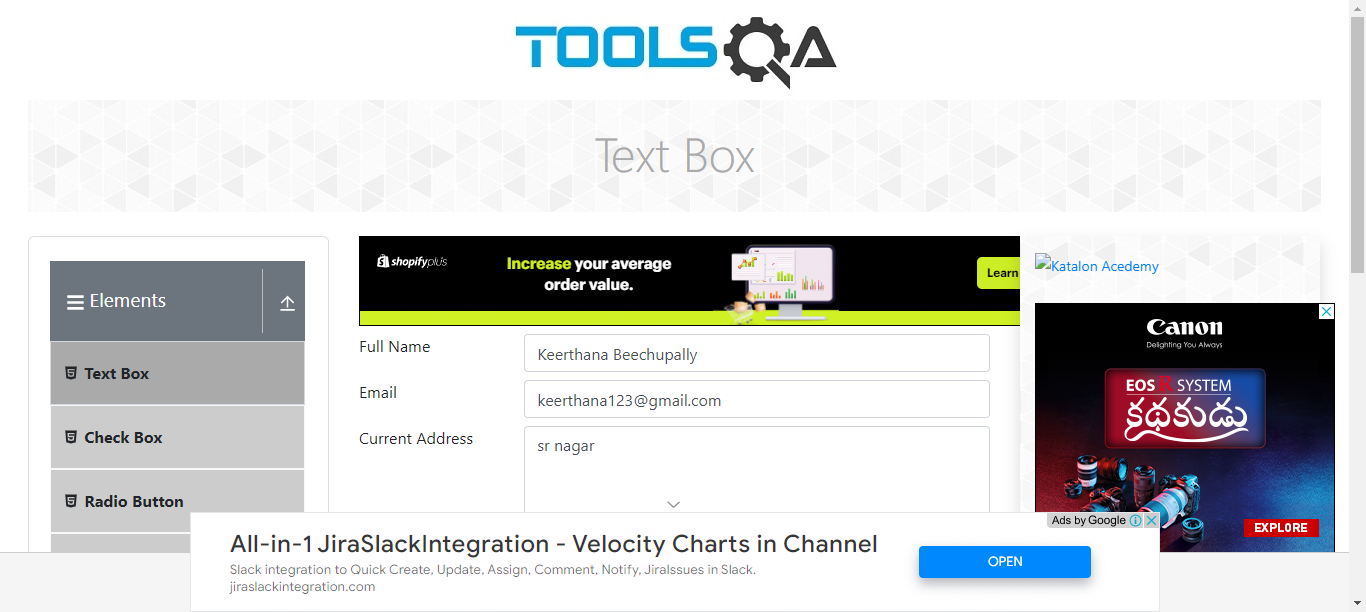 TOOLSQA
Text Box
Elements
Text Box
Check Box
Radio Button
shopifyplus
Increase your average
order value.
Learn
Full Name
Keerthana Beechupally
Email
keerthana123@gmail.com
Current Address
sr nagar
Katalon Acedemy
Canon
Delighting You Always
EOS R SYSTEM
కథకుడు
EXPLORE
Ads by Google
All-in-1 JiraSlackIntegration - Velocity Charts in Channel
Slack integration to Quick Create, Update, Assign, Comment, Notify, JiraIssues in Slack.
jiraslackintegration.com
OPEN